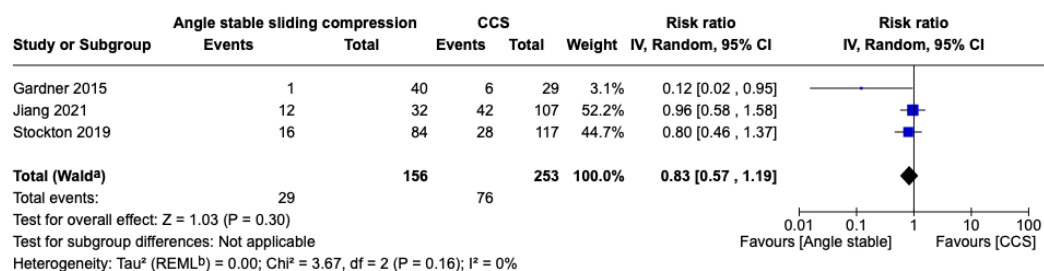 Angle stable sliding compression CCS Risk ratio Risk ratio
Study or Subgroup Events Total Events Total Weight IV, Random, 95% CI IV, Random, 95% CI
Gardner 2015 1 40 6 29 3.1% 0.12 [0.02 , 0.95]
Jiang 2021 12 32 42 107 52.2% 0.96 [0.58 , 1.58]
Stockton 2019 16 84 28 117 44.7% 0.80 [0.46 , 1.37]
Total (Waldᵃ) 156 253 100.0% 0.83 [0.57 , 1.19]
Total events: 29 76
Test for overall effect: Z = 1.03 (P = 0.30) 0.01 0.1 1 10 100
Test for subgroup differences: Not applicable Favours [Angle stable] Favours [CCS]
Heterogeneity: Tau² (REMLᵇ) = 0.00; Chi² = 3.67, df = 2 (P = 0.16); I² = 0%